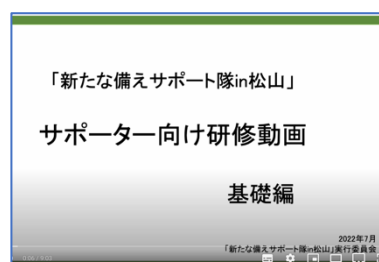 「新たな備えサポート隊in松山」
サポーター向け研修動画
基礎編
2022年7月
「新たな備えサポート隊in松山」実行委員会